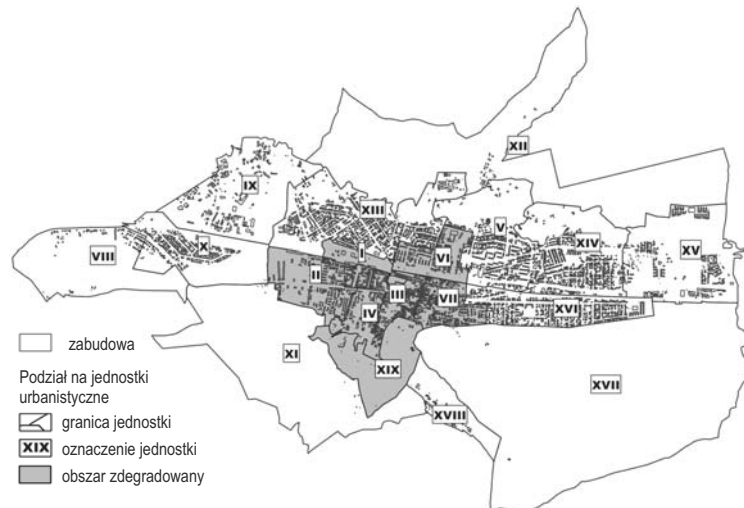 XII
IX
XIII
V
X
I
XIV
VIII
VI
XV
II
III
VII
IV
XVI
zabudowa
XI
XIX
XVII
Podział na jednostki
urbanistyczne
XVIII
granica jednostki
XIX oznaczenie jednostki
obszar zdegradowany